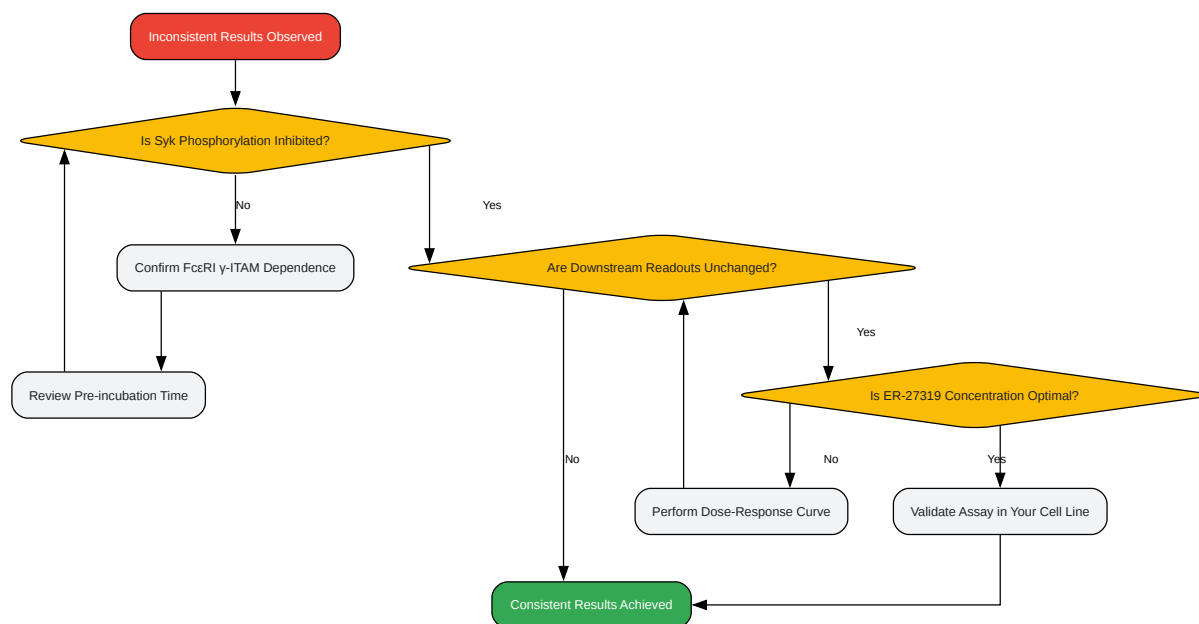 Inconsistent Results Observed
Is Syk Phosphorylation Inhibited?
No
Yes
Confirm FcεRI γ-ITAM Dependence
Are Downstream Readouts Unchanged?
Yes
Review Pre-incubation Time
Is ER-27319 Concentration Optimal?
No
No
Yes
Perform Dose-Response Curve
Validate Assay in Your Cell Line
Consistent Results Achieved